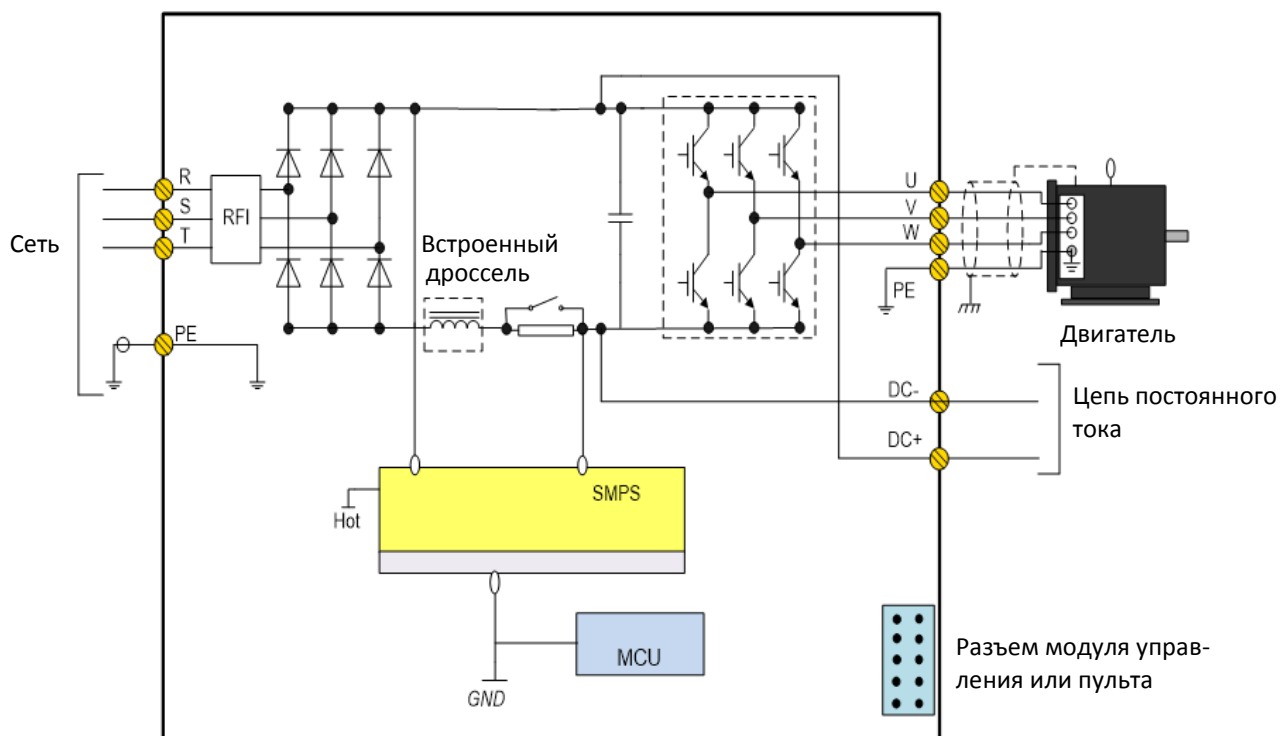 Сеть
R
S
T
RFI
PE
Встроенный
дроссель
U
V
W
PE
Двигатель
DC-
DC+
Цепь постоянного
тока
SMPS
Hot
MCU
GND
Разъем модуля управ-
ления или пульта